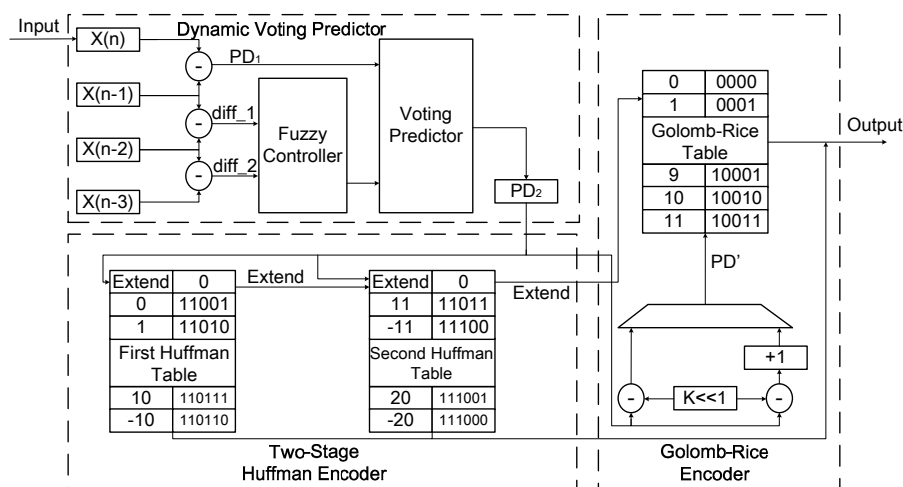 Input
Dynamic Voting Predictor
X(n)
X(n-1)
X(n-2)
X(n-3)
-
-
-
PD1
diff_1
diff_2
Fuzzy
Controller
Voting
Predictor
PD2
Extend 0
0 11001
1 11010
First Huffman
Table
10 110111
-10 110110
Extend
Extend 0
11 11011
-11 11100
Second Huffman
Table
20 111001
-20 111000
Extend
Two-Stage
Huffman Encoder
0 0000
1 0001
Golomb-Rice
Table
9 10001
10 10010
11 10011
Output
PD'
+1
-
K<<1
-
Golomb-Rice
Encoder